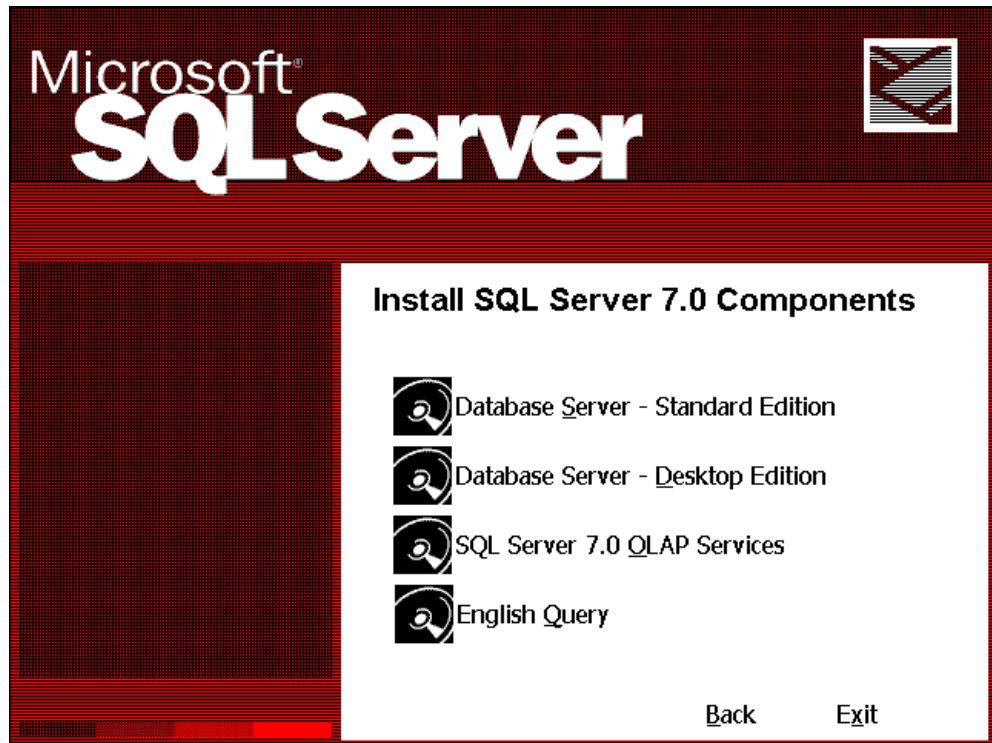 Microsoft®
SQL Server
Install SQL Server 7.0 Components
Database Server - Standard Edition
Database Server - Desktop Edition
SQL Server 7.0 OLAP Services
English Query
Back Exit